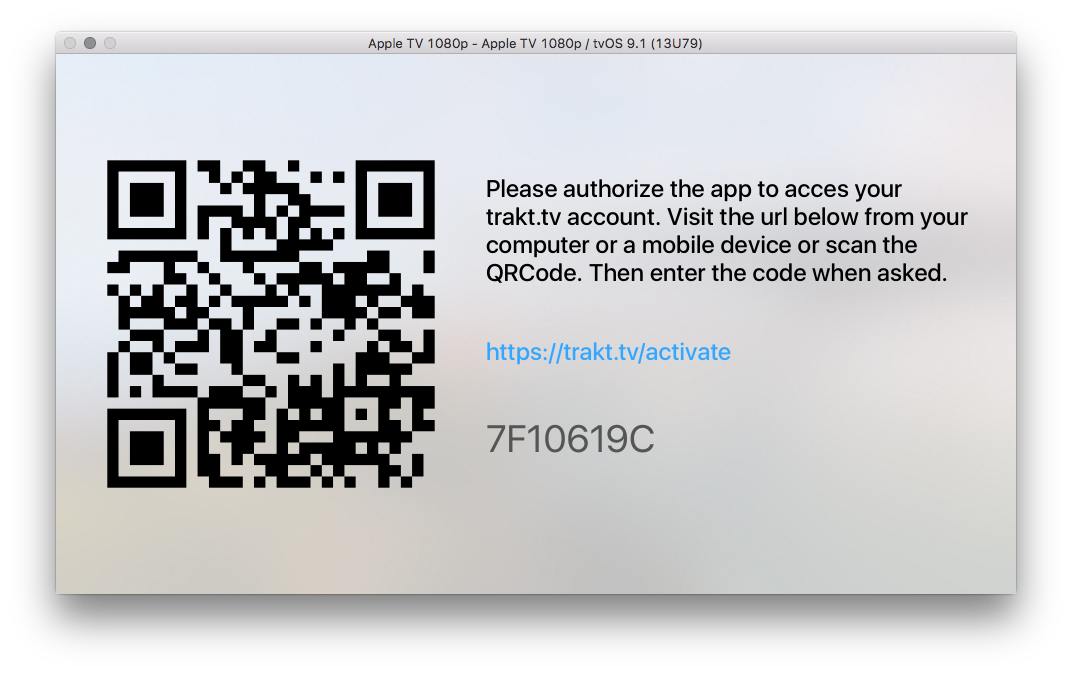 Apple TV 1080p - Apple TV 1080p / tvOS 9.1 (13U79)
Please authorize the app to acces your
trakt.tv account. Visit the url below from your
computer or a mobile device or scan the
QRCode. Then enter the code when asked.
https://trakt.tv/activate
7F10619C